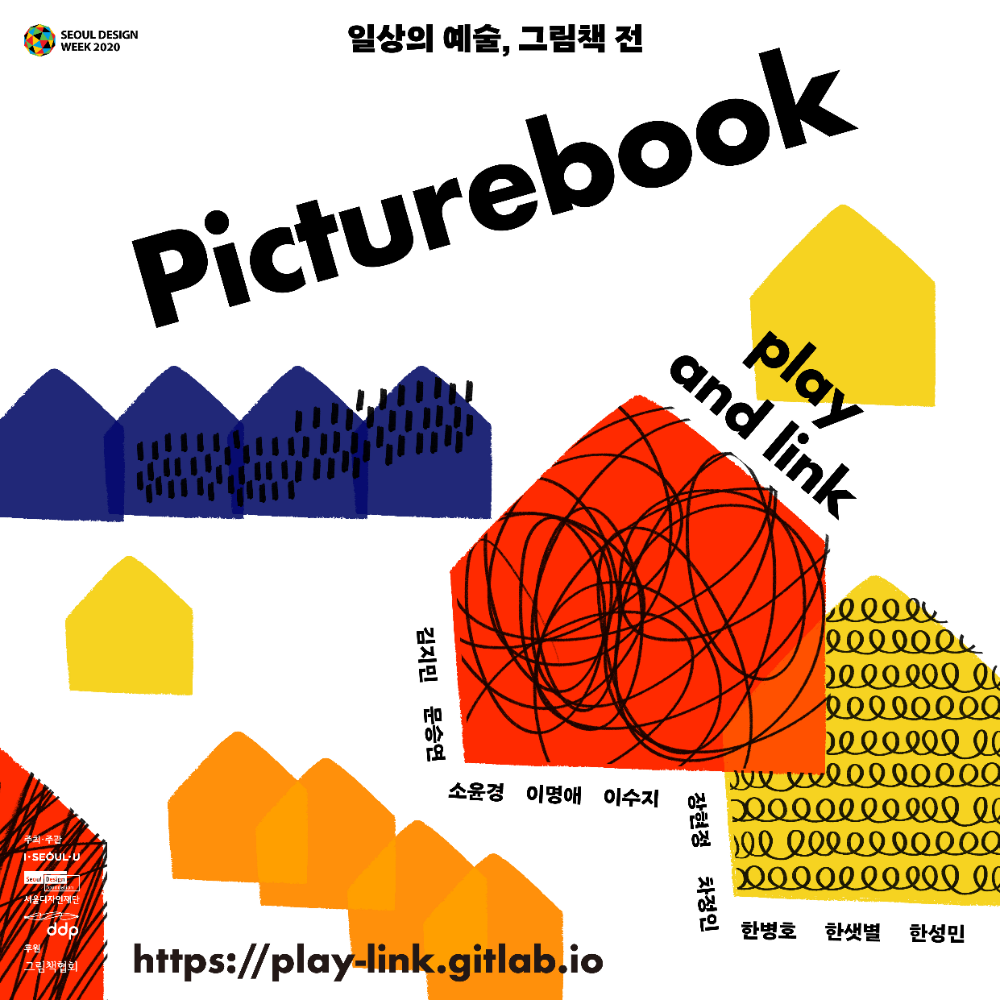 SEOUL DESIGN
WEEK 2020
일상의 예술, 그림책 전
Picturebook
play
and link
김지민 문승연
소윤경 이명애 이수지
장현정 차정인
한병호 한샛별 한성민
주최·주관
I·SEOUL·U
Seoul Design
Foundation
서울디자인재단
ddp
후원
그림책협회
https://play-link.gitlab.io